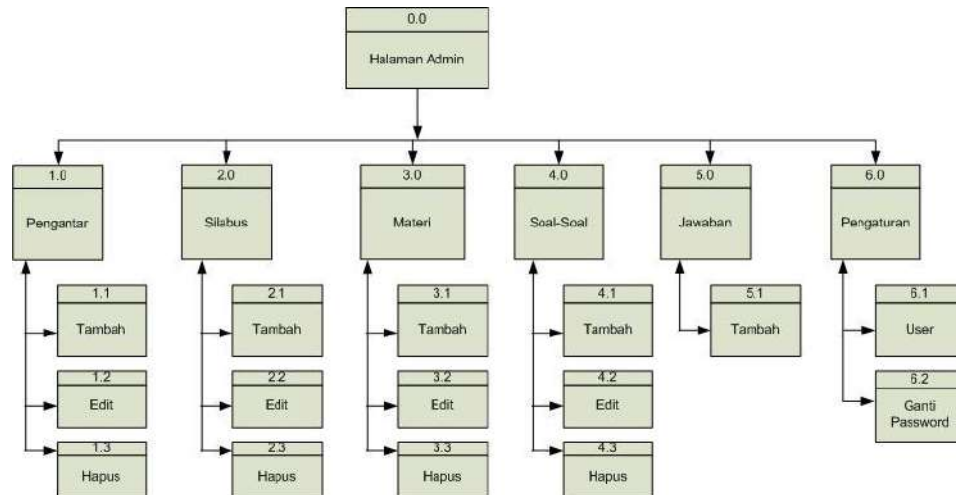 0.0
Halaman Admin
1.0
Pengantar
2.0
Silabus
3.0
Materi
4.0
Soal-Soal
5.0
Jawaban
6.0
Pengaturan
1.1
Tambah
2.1
Tambah
3.1
Tambah
4.1
Tambah
5.1
Tambah
6.1
User
1.2
Edit
2.2
Edit
3.2
Edit
4.2
Edit
6.2
Ganti
Password
1.3
Hapus
2.3
Hapus
3.3
Hapus
4.3
Hapus